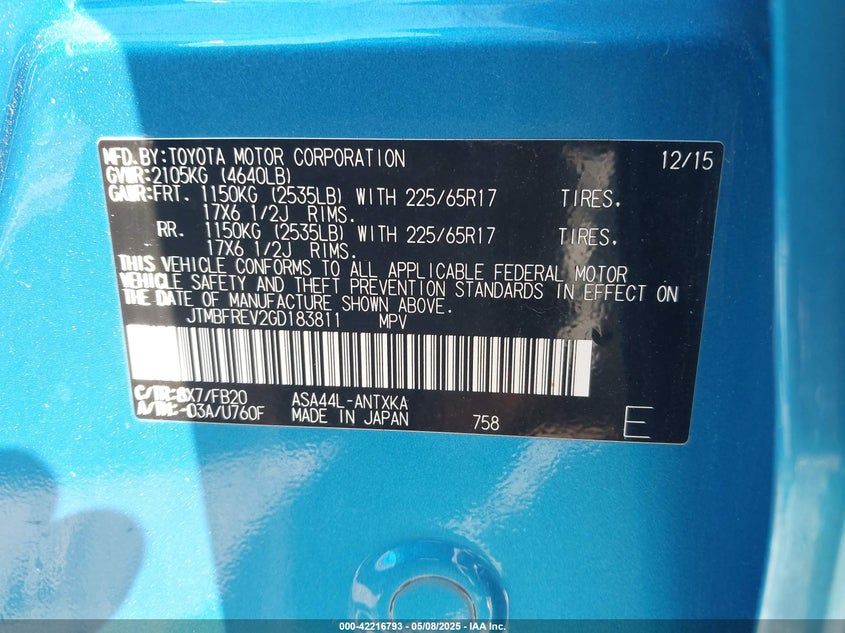 MFD.BY:TOYOTA MOTOR CORPORATION 12/15
GVWR:2105KG (4640LB)
GAWR:FRT. 1150KG (2535LB) WITH 225/65R17 TIRES,
17X6 1/2J RIMS.
RR. 1150KG (2535LB) WITH 225/65R17 TIRES,
17X6 1/2J RIMS.
THIS VEHICLE CONFORMS TO ALL APPLICABLE FEDERAL MOTOR
VEHICLE SAFETY AND THEFT PREVENTION STANDARDS IN EFFECT ON
THE DATE OF MANUFACTURE SHOWN ABOVE.
JTMBFREV2GD183811 MPV
C/TR:8X7/FB20 ASA44L-ANTXKA
A/TM:-03A/U760F MADE IN JAPAN 758 E
000-42216793 - 05/08/2025 - IAA Inc.